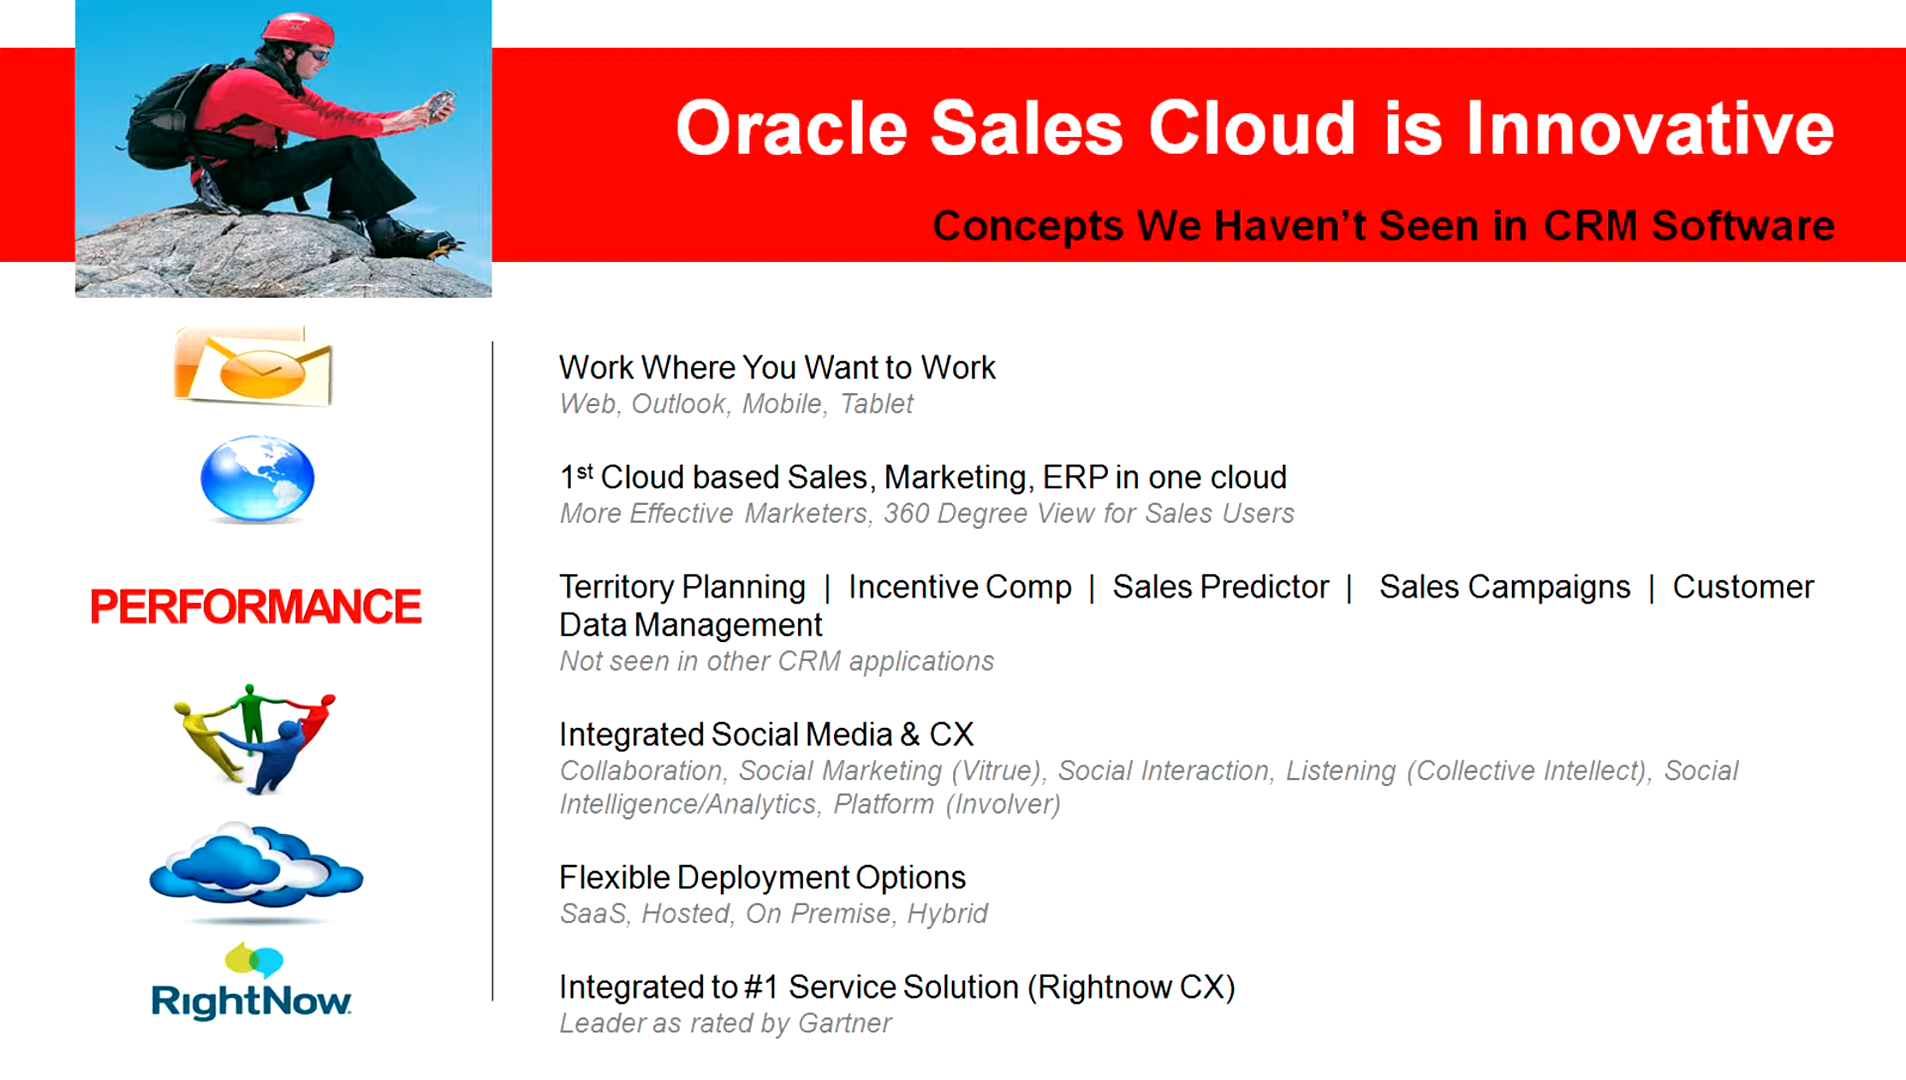 Oracle Sales Cloud is Innovative
Concepts We Haven't Seen in CRM Software
Work Where You Want to Work
Web, Outlook, Mobile, Tablet
1st Cloud based Sales, Marketing, ERP in one cloud
More Effective Marketers, 360 Degree View for Sales Users
PERFORMANCE
Territory Planning | Incentive Comp | Sales Predictor | Sales Campaigns | Customer
Data Management
Not seen in other CRM applications
Integrated Social Media & CX
Collaboration, Social Marketing (Vitrue), Social Interaction, Listening (Collective Intellect), Social
Intelligence/Analytics, Platform (Involver)
Flexible Deployment Options
SaaS, Hosted, On Premise, Hybrid
RightNow
Integrated to #1 Service Solution (Rightnow CX)
Leader as rated by Gartner